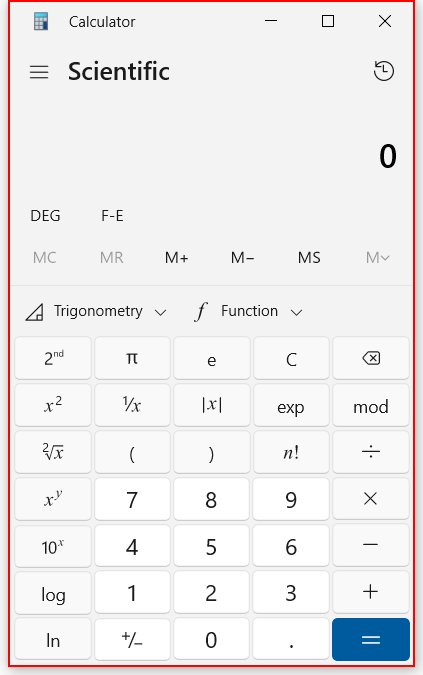 Calculator
Scientific
0
DEG F-E
MC MR M+ M− MS M
Trigonometry f Function
2ⁿᵈ π e C
x² ¹/x |x| exp mod
²√x ( ) n! ÷
xʸ 7 8 9 ×
10ˣ 4 5 6 −
log 1 2 3 +
ln +/− 0 . =